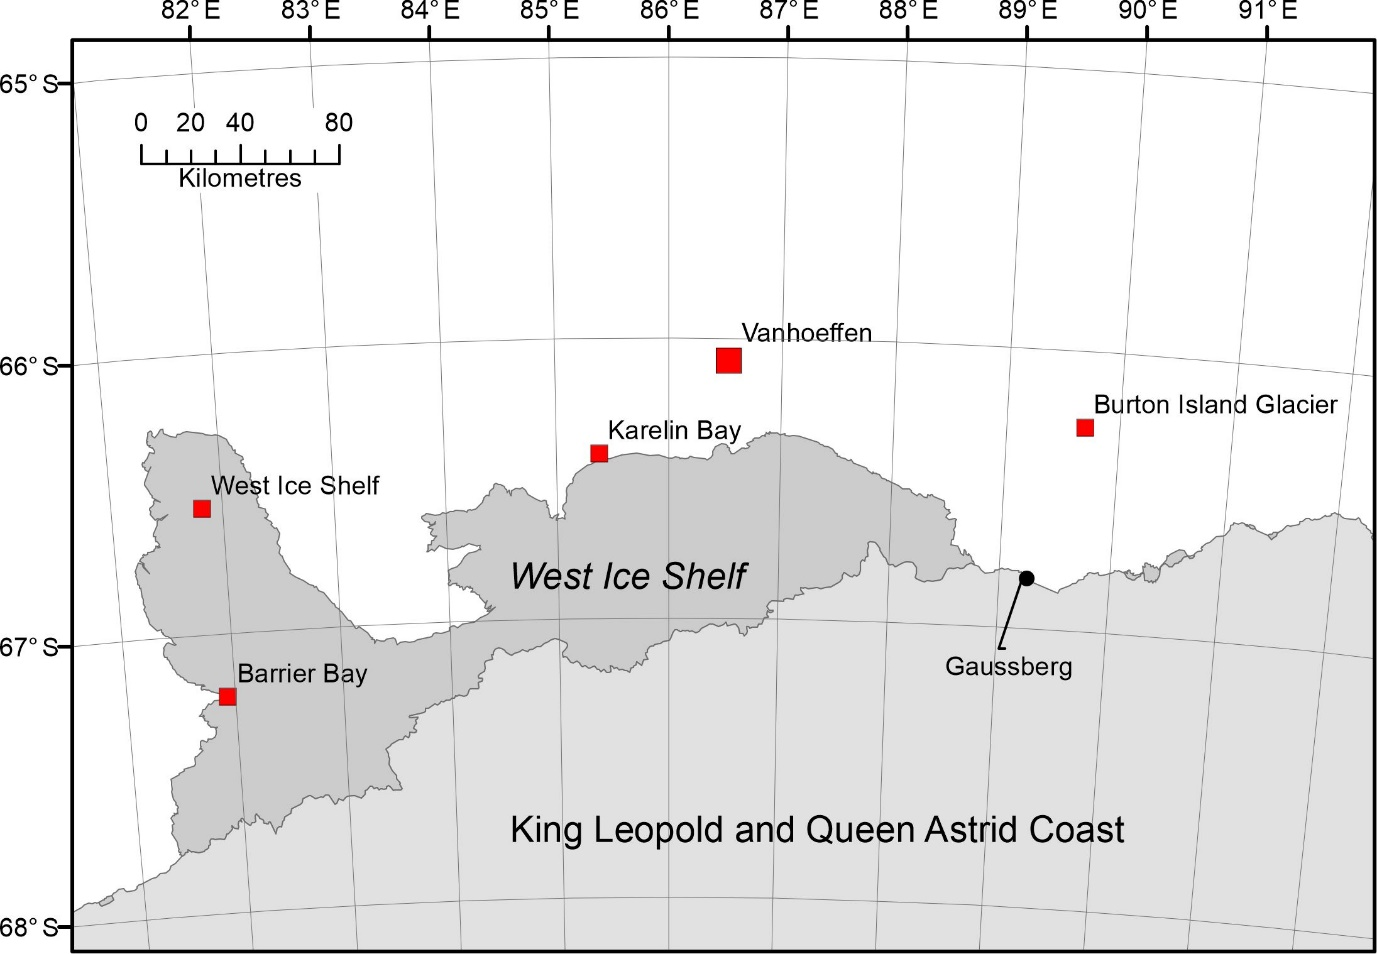 82°E 83°E 84°E 85°E 86°E 87°E 88°E 89°E 90°E 91°E
65°S
0 20 40 80
Kilometres
Vanhoeffen
66°S
Burton Island Glacier
Karelin Bay
West Ice Shelf
West Ice Shelf
67°S
Gaussberg
Barrier Bay
King Leopold and Queen Astrid Coast
68°S